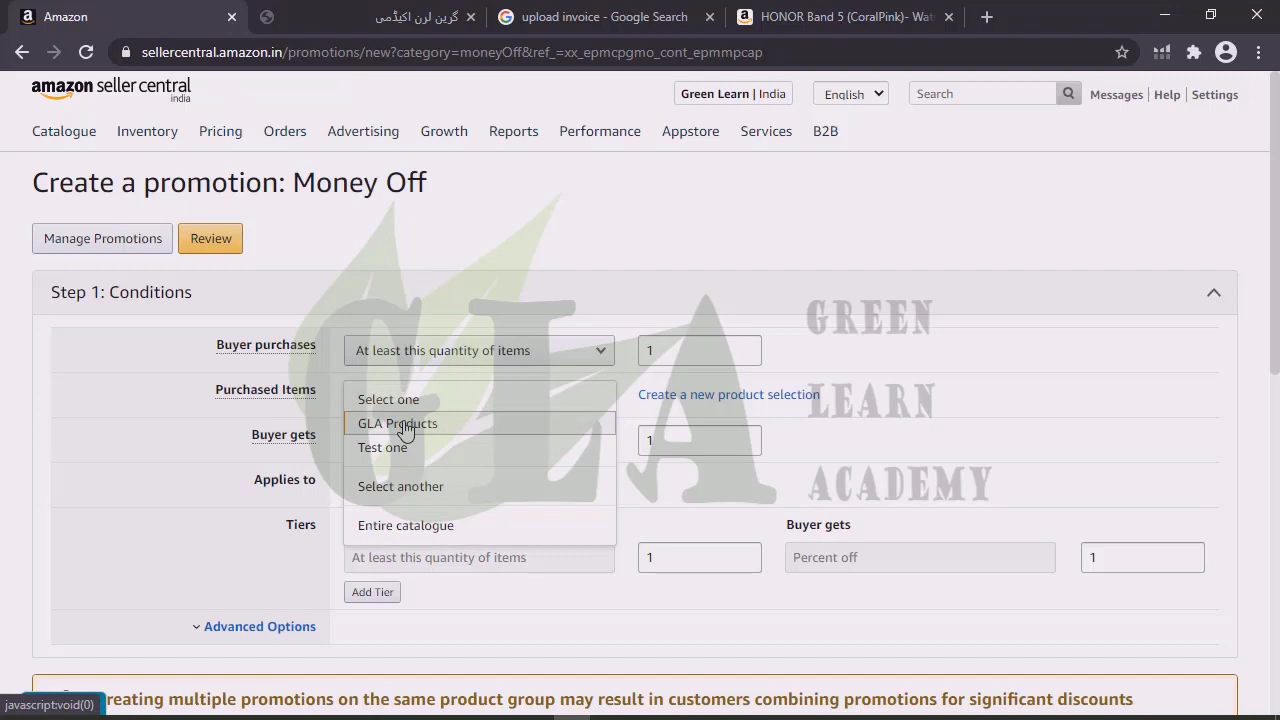 Amazon
گرین لرن اکیڈمی
upload invoice - Google Search
HONOR Band 5 (CoralPink)- Wat
sellercentral.amazon.in/promotions/new?category=moneyOff&ref_=xx_epmcpgmo_cont_epmmpcap
amazon seller central
india
Green Learn | India
English
Search
Messages | Help | Settings
Catalogue Inventory Pricing Orders Advertising Growth Reports Performance Appstore Services B2B
Create a promotion: Money Off
Manage Promotions
Review
Step 1: Conditions
Buyer purchases
At least this quantity of items
1
Purchased Items
Select one
Create a new product selection
GLA Products
Buyer gets
1
Test one
Applies to
Select another
Tiers
Entire catalogue
Buyer gets
At least this quantity of items
1
Percent off
1
Add Tier
Advanced Options
GLA
GREEN
LEARN
ACADEMY
reating multiple promotions on the same product group may result in customers combining promotions for significant discounts
javascript:void(0)